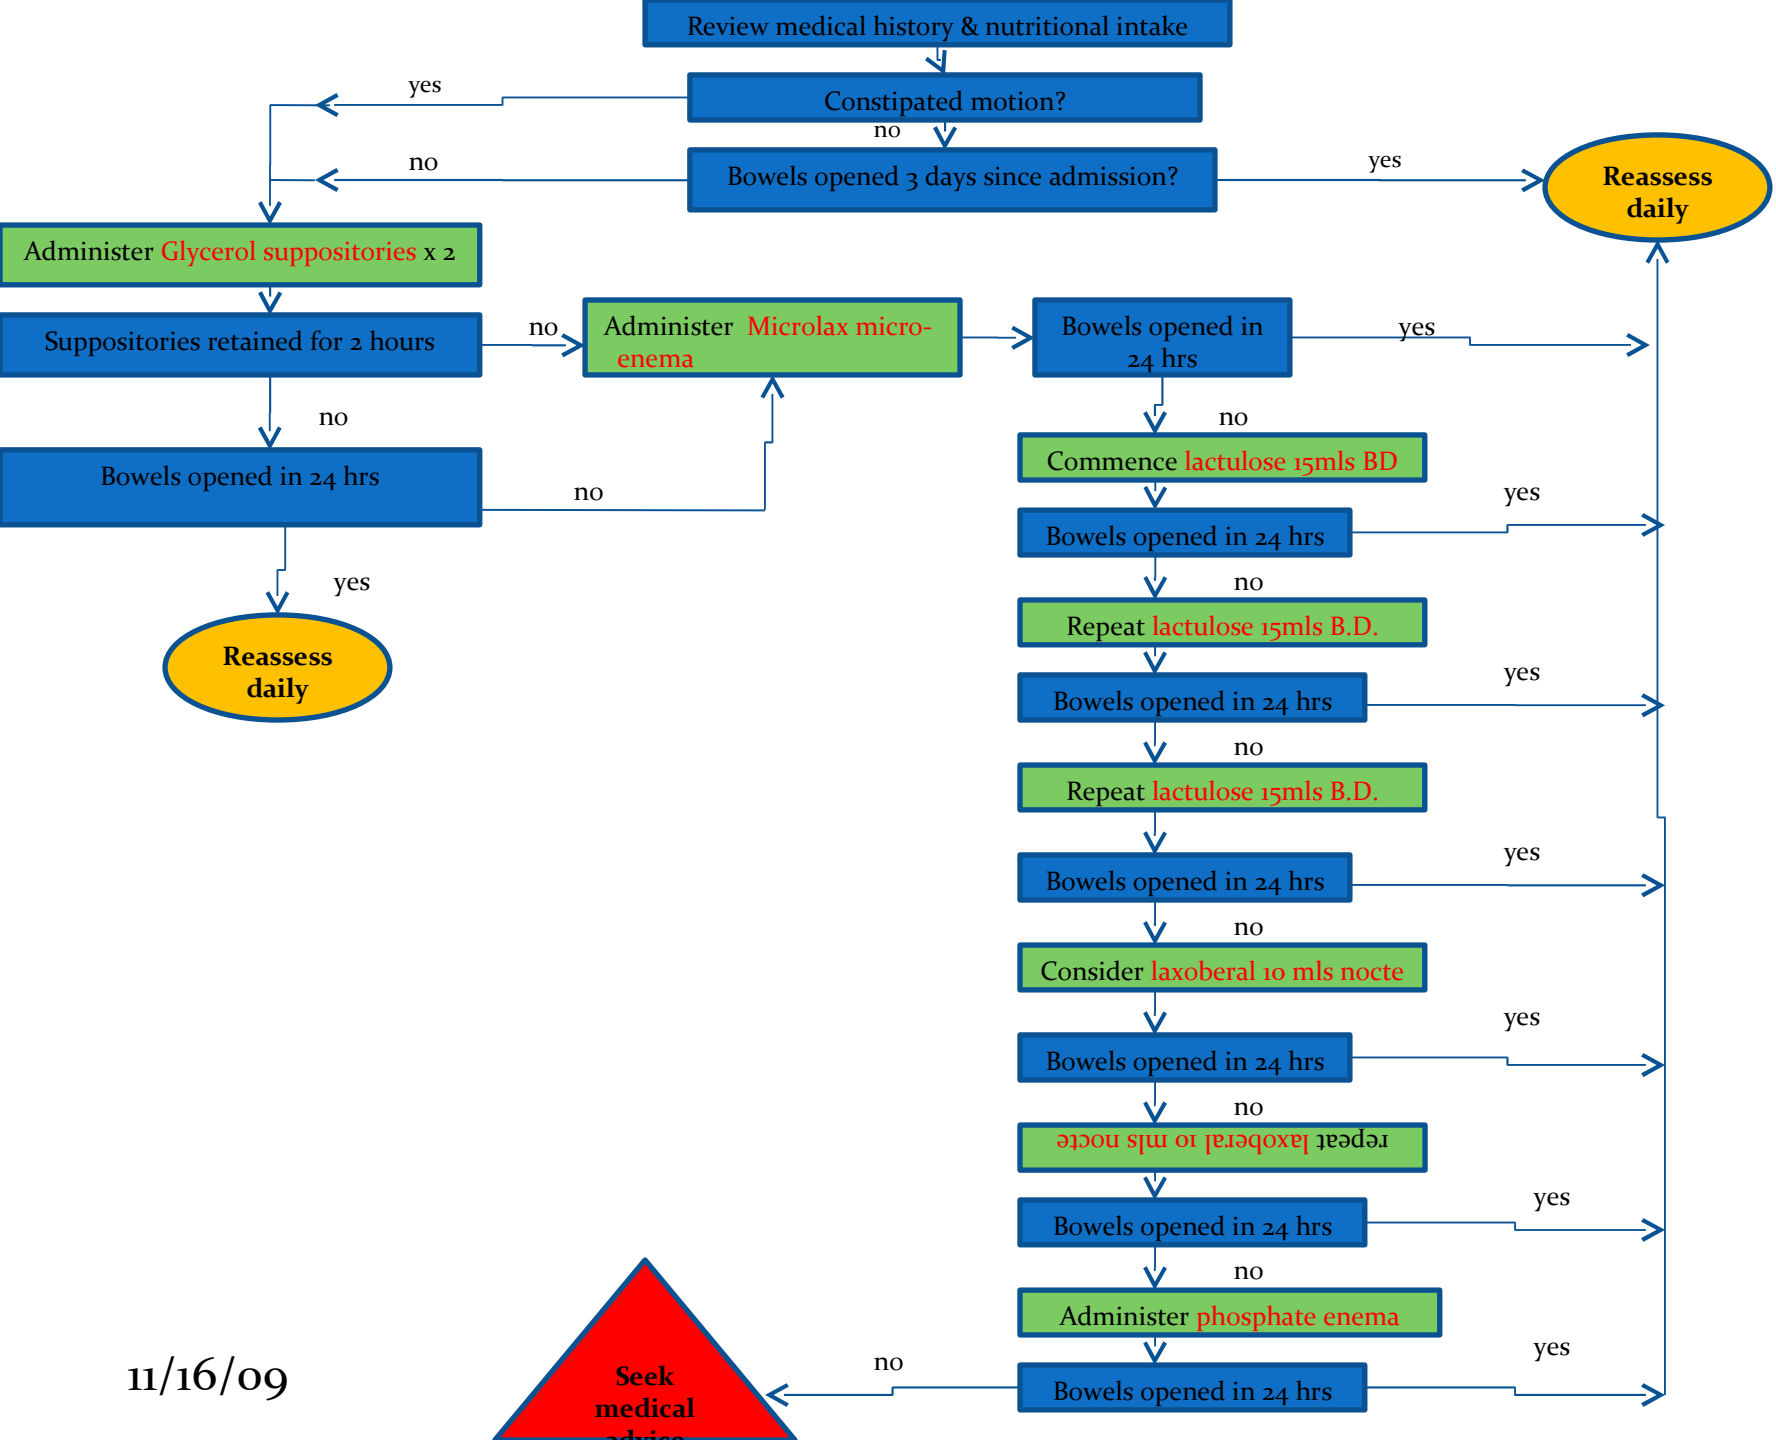 Review medical history & nutritional intake
yes
Constipated motion?
no
no
Bowels opened 3 days since admission?
yes
Reassess
daily
Administer Glycerol suppositories x 2
Suppositories retained for 2 hours
no
Administer Microlax micro-
enema
Bowels opened in
24 hrs
yes
no
no
Bowels opened in 24 hrs
no
yes
Reassess
daily
Commence lactulose 15mls BD
yes
Bowels opened in 24 hrs
no
Repeat lactulose 15mls B.D.
yes
Bowels opened in 24 hrs
no
Repeat lactulose 15mls B.D.
yes
Bowels opened in 24 hrs
no
Consider laxoberal 10 mls nocte
yes
Bowels opened in 24 hrs
no
repeat laxoberal 10 mls nocte
yes
Bowels opened in 24 hrs
no
Administer phosphate enema
yes
no
Bowels opened in 24 hrs
Seek
medical
advice
11/16/09